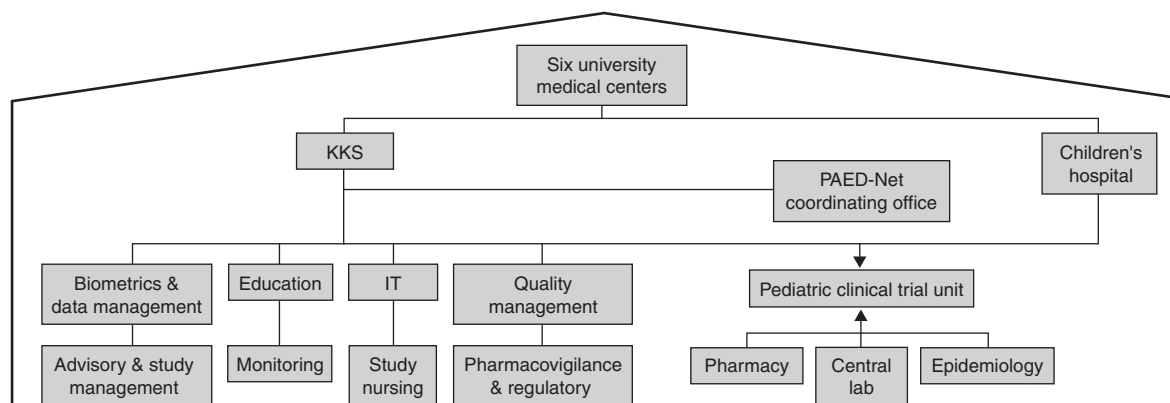 Six university
medical centers
KKS
Children's
hospital
PAED-Net
coordinating office
Biometrics &
data management
Education
IT
Quality
management
Pediatric clinical trial unit
Advisory & study
management
Monitoring
Study
nursing
Pharmacovigilance
& regulatory
Pharmacy
Central
lab
Epidemiology